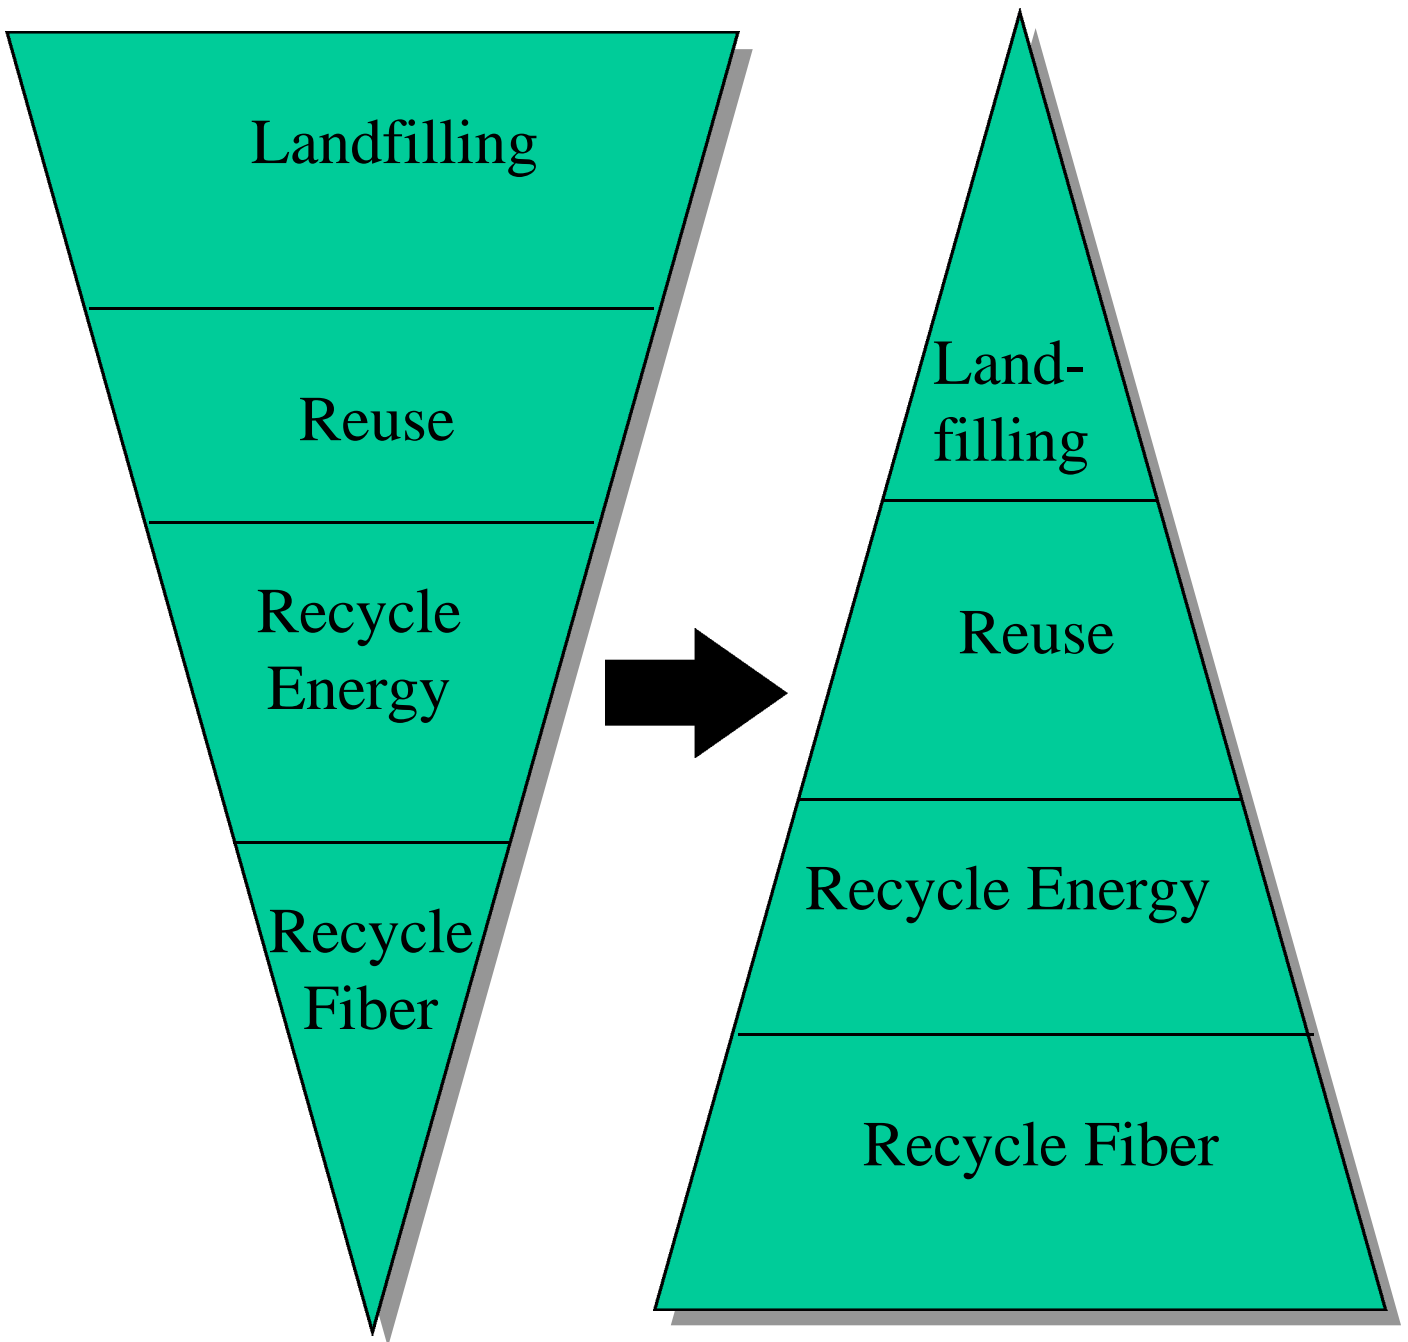 Landfilling
Reuse
Recycle
Energy
Recycle
Fiber
Land-
filling
Reuse
Recycle Energy
Recycle Fiber